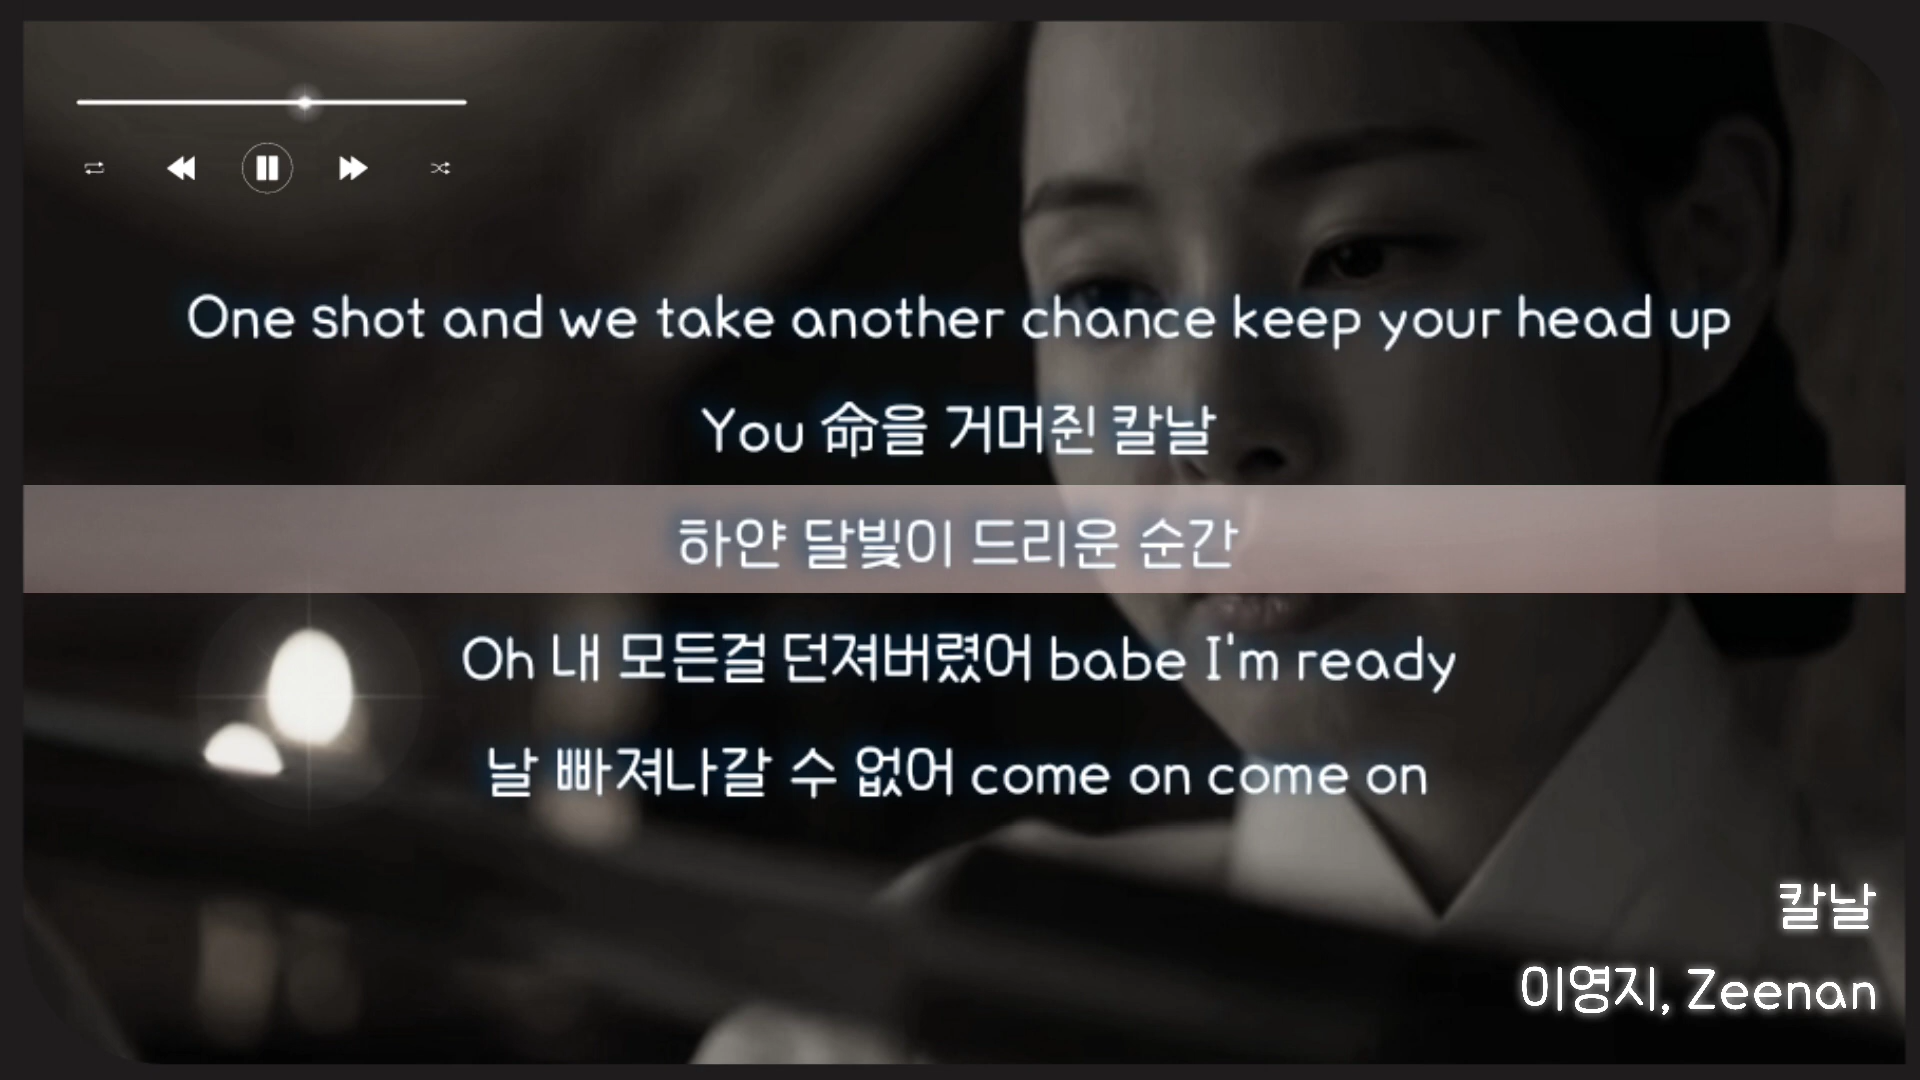 One shot and we take another chance keep your head up
You 命을 거머쥔 칼날
하얀 달빛이 드리운 순간
Oh 내 모든걸 던져버렸어 babe I'm ready
날 빠져나갈 수 없어 come on come on
칼날
이영지, Zeenan